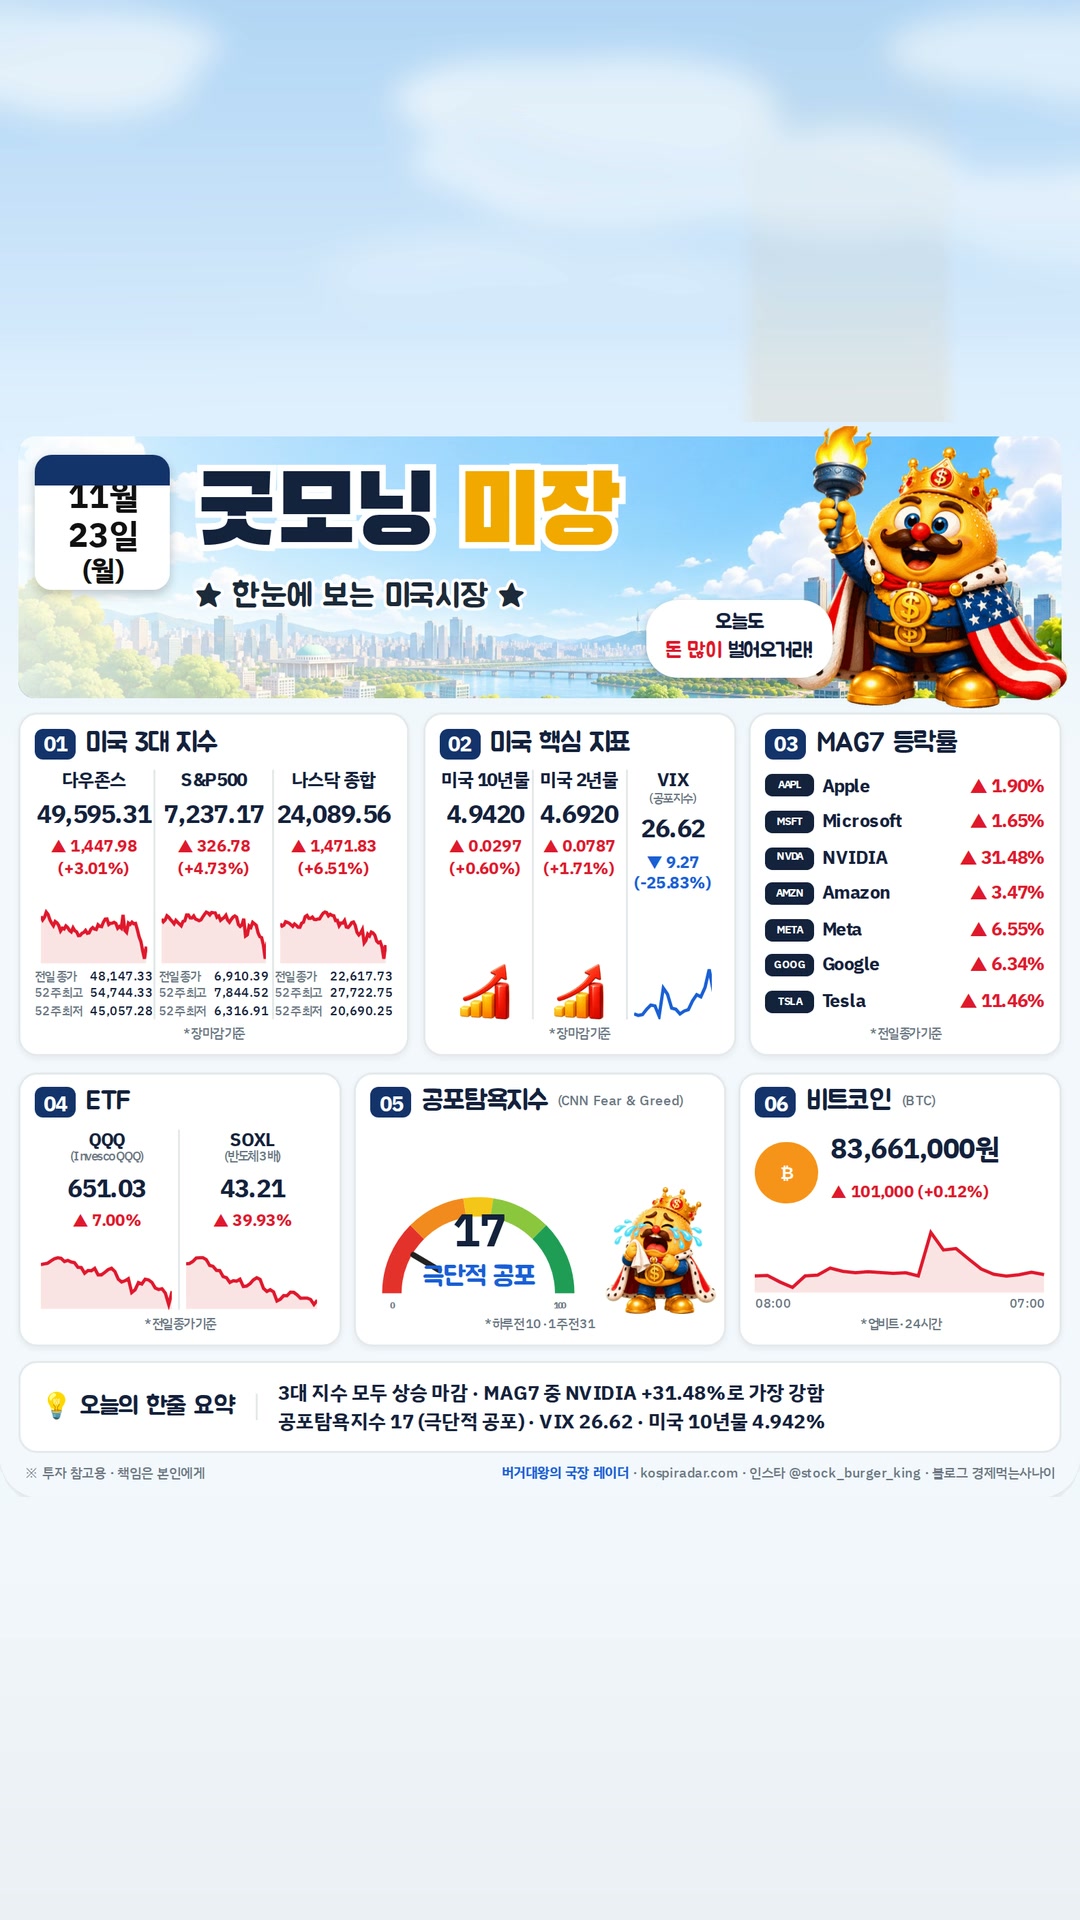 11월
23일
(월)
굿모닝 미장
★ 한눈에 보는 미국시장 ★
오늘도
돈 많이 벌어오거라!
01 미국 3대 지수
다우존스 S&P500 나스닥 종합
49,595.31 7,237.17 24,089.56
▲ 1,447.98 ▲ 326.78 ▲ 1,471.83
(+3.01%) (+4.73%) (+6.51%)
전일종가 48,147.33 전일종가 6,910.39 전일종가 22,617.73
52주최고 54,744.33 52주최고 7,844.52 52주최고 27,722.75
52주최저 45,057.28 52주최저 6,316.91 52주최저 20,690.25
*장마감기준
02 미국 핵심 지표
미국 10년물 미국 2년물 VIX
(공포지수)
4.9420 4.6920 26.62
▲ 0.0297 ▲ 0.0787 ▼ 9.27
(+0.60%) (+1.71%) (-25.83%)
*장마감기준
03 MAG7 등락률
AAPL Apple ▲ 1.90%
MSFT Microsoft ▲ 1.65%
NVDA NVIDIA ▲ 31.48%
AMZN Amazon ▲ 3.47%
META Meta ▲ 6.55%
GOOG Google ▲ 6.34%
TSLA Tesla ▲ 11.46%
*전일종가기준
04 ETF
QQQ SOXL
(InvescoQQQ) (반도체3배)
651.03 43.21
▲ 7.00% ▲ 39.93%
*전일종가기준
05 공포탐욕지수 (CNN Fear & Greed)
17
극단적 공포
0 100
*하루전10·1주전31
06 비트코인 (BTC)
₿ 83,661,000원
▲ 101,000 (+0.12%)
08:00 07:00
*업비트·24시간
오늘의 한줄 요약
3대 지수 모두 상승 마감 · MAG7 중 NVIDIA +31.48%로 가장 강함
공포탐욕지수 17 (극단적 공포) · VIX 26.62 · 미국 10년물 4.942%
※ 투자 참고용 · 책임은 본인에게
버거대왕의 국장 레이더 · kospiradar.com · 인스타 @stock_burger_king · 블로그 경제먹는사나이